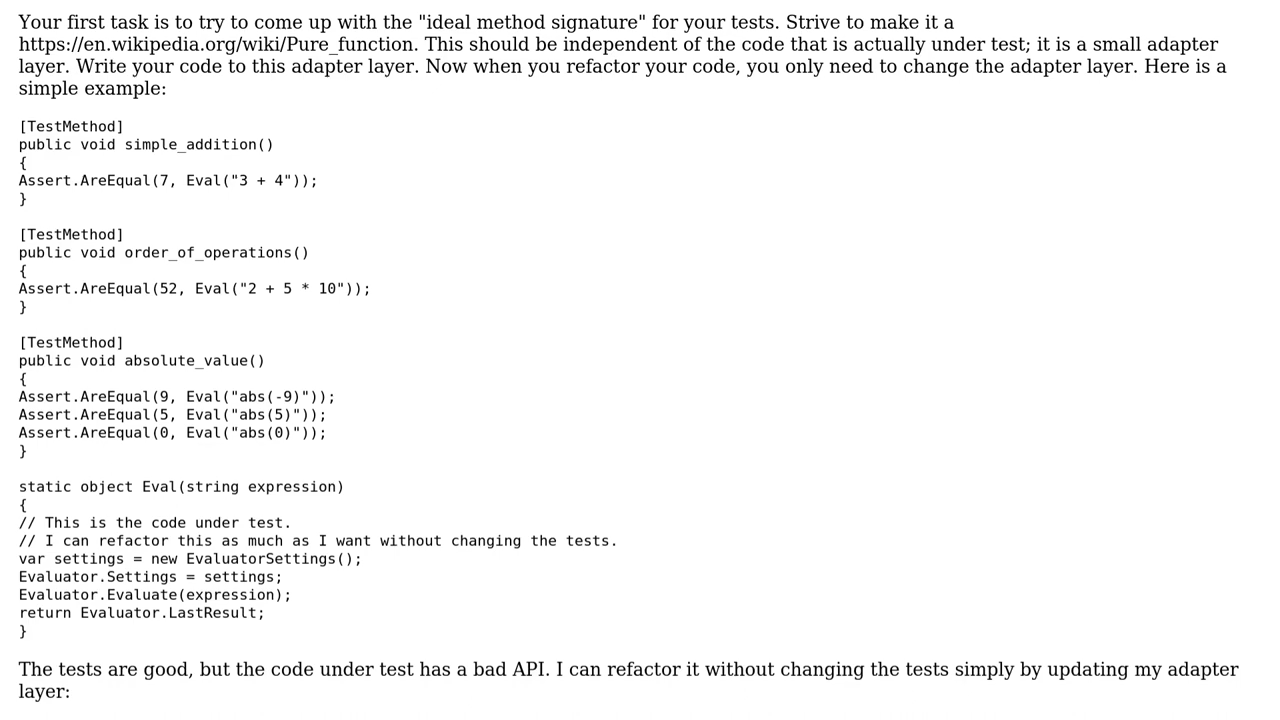 Your first task is to try to come up with the "ideal method signature" for your tests. Strive to make it a
https://en.wikipedia.org/wiki/Pure_function. This should be independent of the code that is actually under test; it is a small adapter
layer. Write your code to this adapter layer. Now when you refactor your code, you only need to change the adapter layer. Here is a
simple example:
[TestMethod]
public void simple_addition()
{
Assert.AreEqual(7, Eval("3 + 4"));
}
[TestMethod]
public void order_of_operations()
{
Assert.AreEqual(52, Eval("2 + 5 * 10"));
}
[TestMethod]
public void absolute_value()
{
Assert.AreEqual(9, Eval("abs(-9)"));
Assert.AreEqual(5, Eval("abs(5)"));
Assert.AreEqual(0, Eval("abs(0)"));
}
static object Eval(string expression)
{
// This is the code under test.
// I can refactor this as much as I want without changing the tests.
var settings = new EvaluatorSettings();
Evaluator.Settings = settings;
Evaluator.Evaluate(expression);
return Evaluator.LastResult;
}
The tests are good, but the code under test has a bad API. I can refactor it without changing the tests simply by updating my adapter
layer: